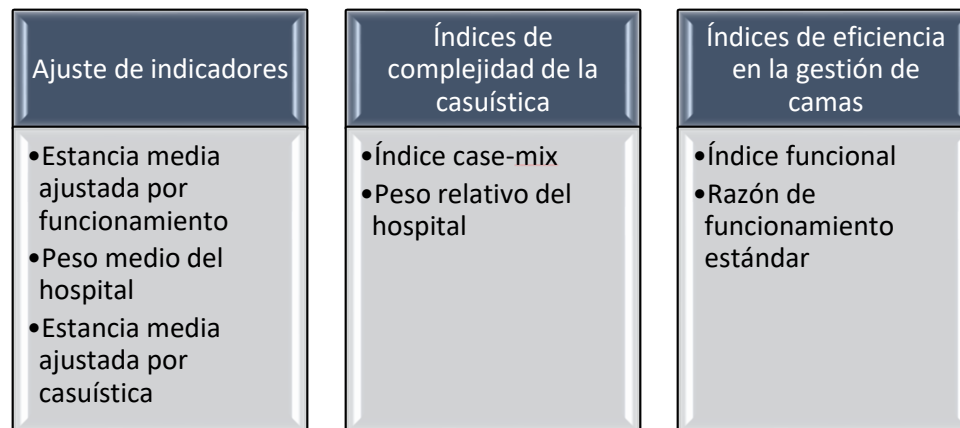 Ajuste de indicadores
•Estancia media
ajustada por
funcionamiento
•Peso medio del
hospital
•Estancia media
ajustada por
casuística
Índices de
complejidad de la
casuística
•Índice case-mix
•Peso relativo del
hospital
Índices de eficiencia
en la gestión de
camas
•Índice funcional
•Razón de
funcionamiento
estándar